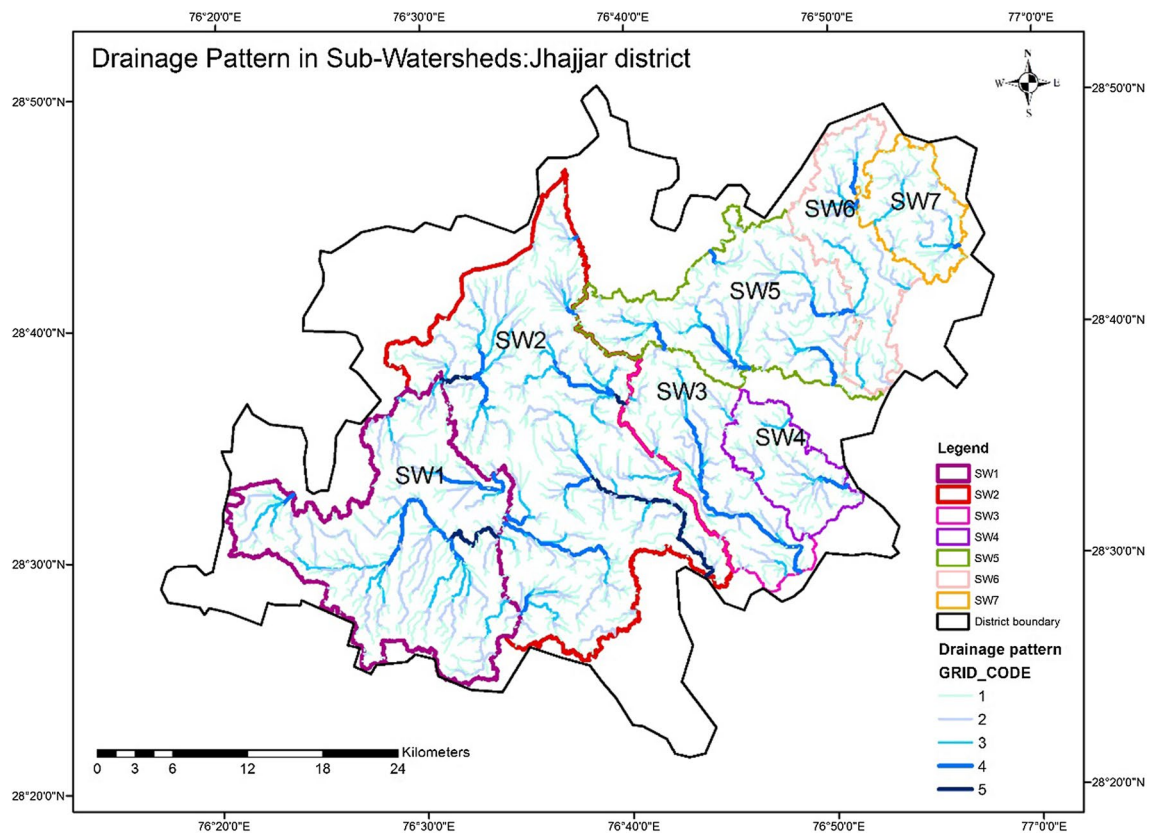 76°20'0"E 76°30'0"E 76°40'0"E 76°50'0"E 77°0'0"E
Drainage Pattern in Sub-Watersheds:Jhajjar district
N
W E
S
28°50'0"N 28°50'0"N
SW6 SW7
SW5
28°40'0"N 28°40'0"N
SW2
SW3
SW4
SW1
Legend
SW1
SW2
SW3
SW4
SW5
SW6
SW7
District boundary
28°30'0"N 28°30'0"N
Drainage pattern
GRID_CODE
1
2
3
4
5
Kilometers
0 3 6 12 18 24
28°20'0"N 28°20'0"N
76°20'0"E 76°30'0"E 76°40'0"E 76°50'0"E 77°0'0"E